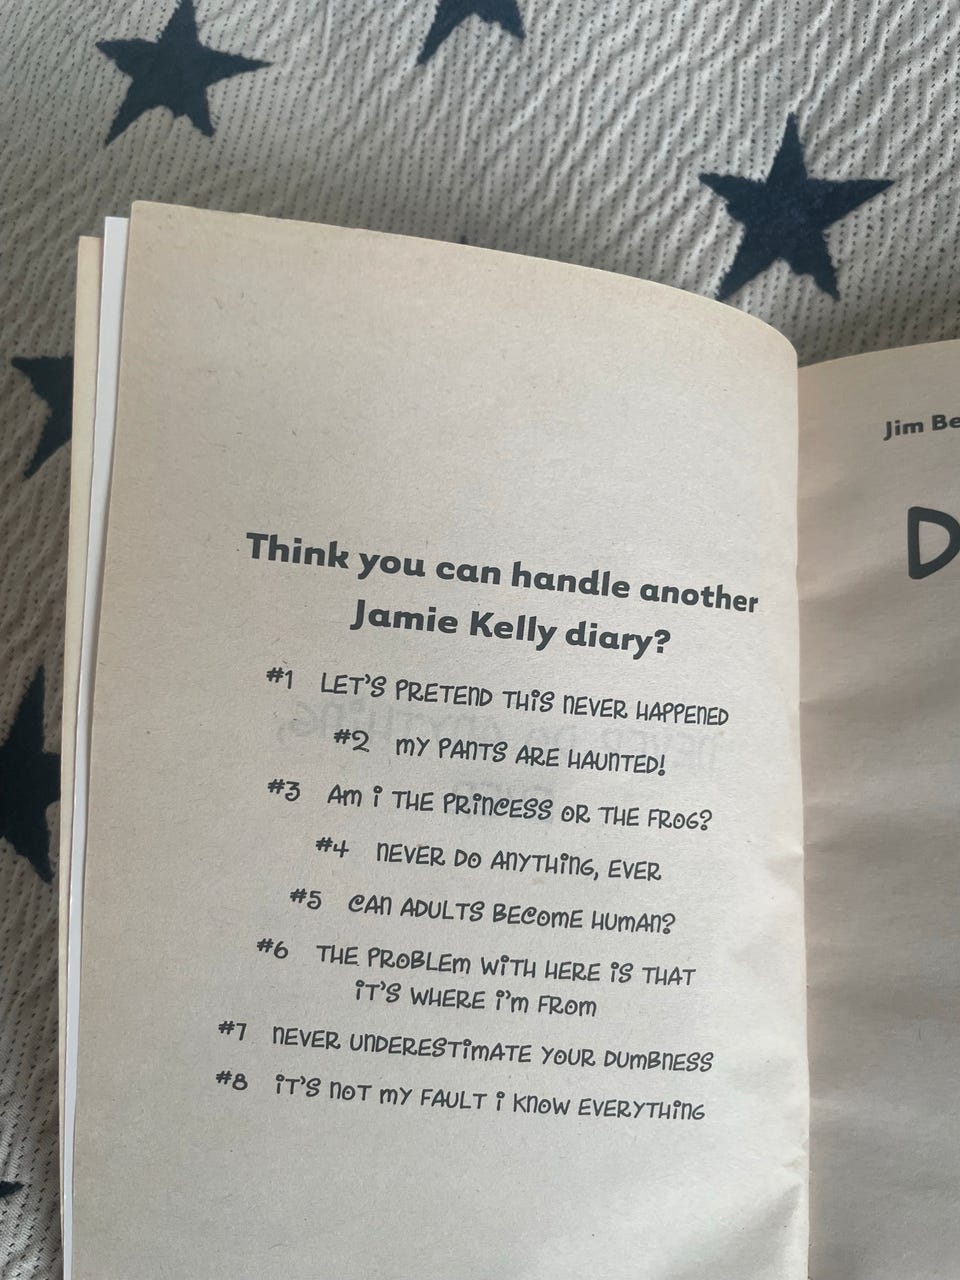 Think you can handle another
Jamie Kelly diary?
#1 LET'S PRETEND THIS NEVER HAPPENED
#2 MY PANTS ARE HAUNTED!
#3 AM I THE PRINCESS OR THE FROG?
#4 NEVER DO ANYTHING, EVER
#5 CAN ADULTS BECOME HUMAN?
#6 THE PROBLEM WITH HERE IS THAT
IT'S WHERE I'M FROM
#7 NEVER UNDERESTIMATE YOUR DUMBNESS
#8 IT'S NOT MY FAULT I KNOW EVERYTHING
Jim Be
D